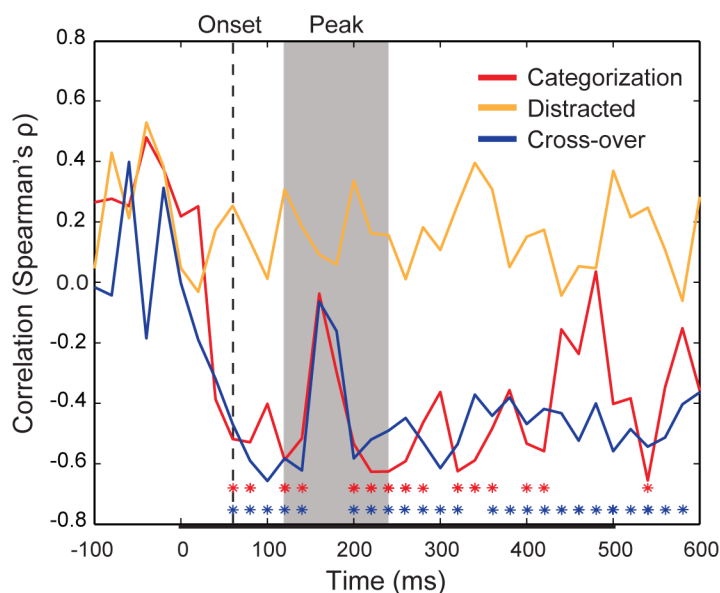 Onset Peak
0.8
0.6
0.4
0.2
0.0
-0.2
-0.4
-0.6
-0.8
Correlation (Spearman's ρ)
Categorization
Distracted
Cross-over
-100 0 100 200 300 400 500 600
Time (ms)